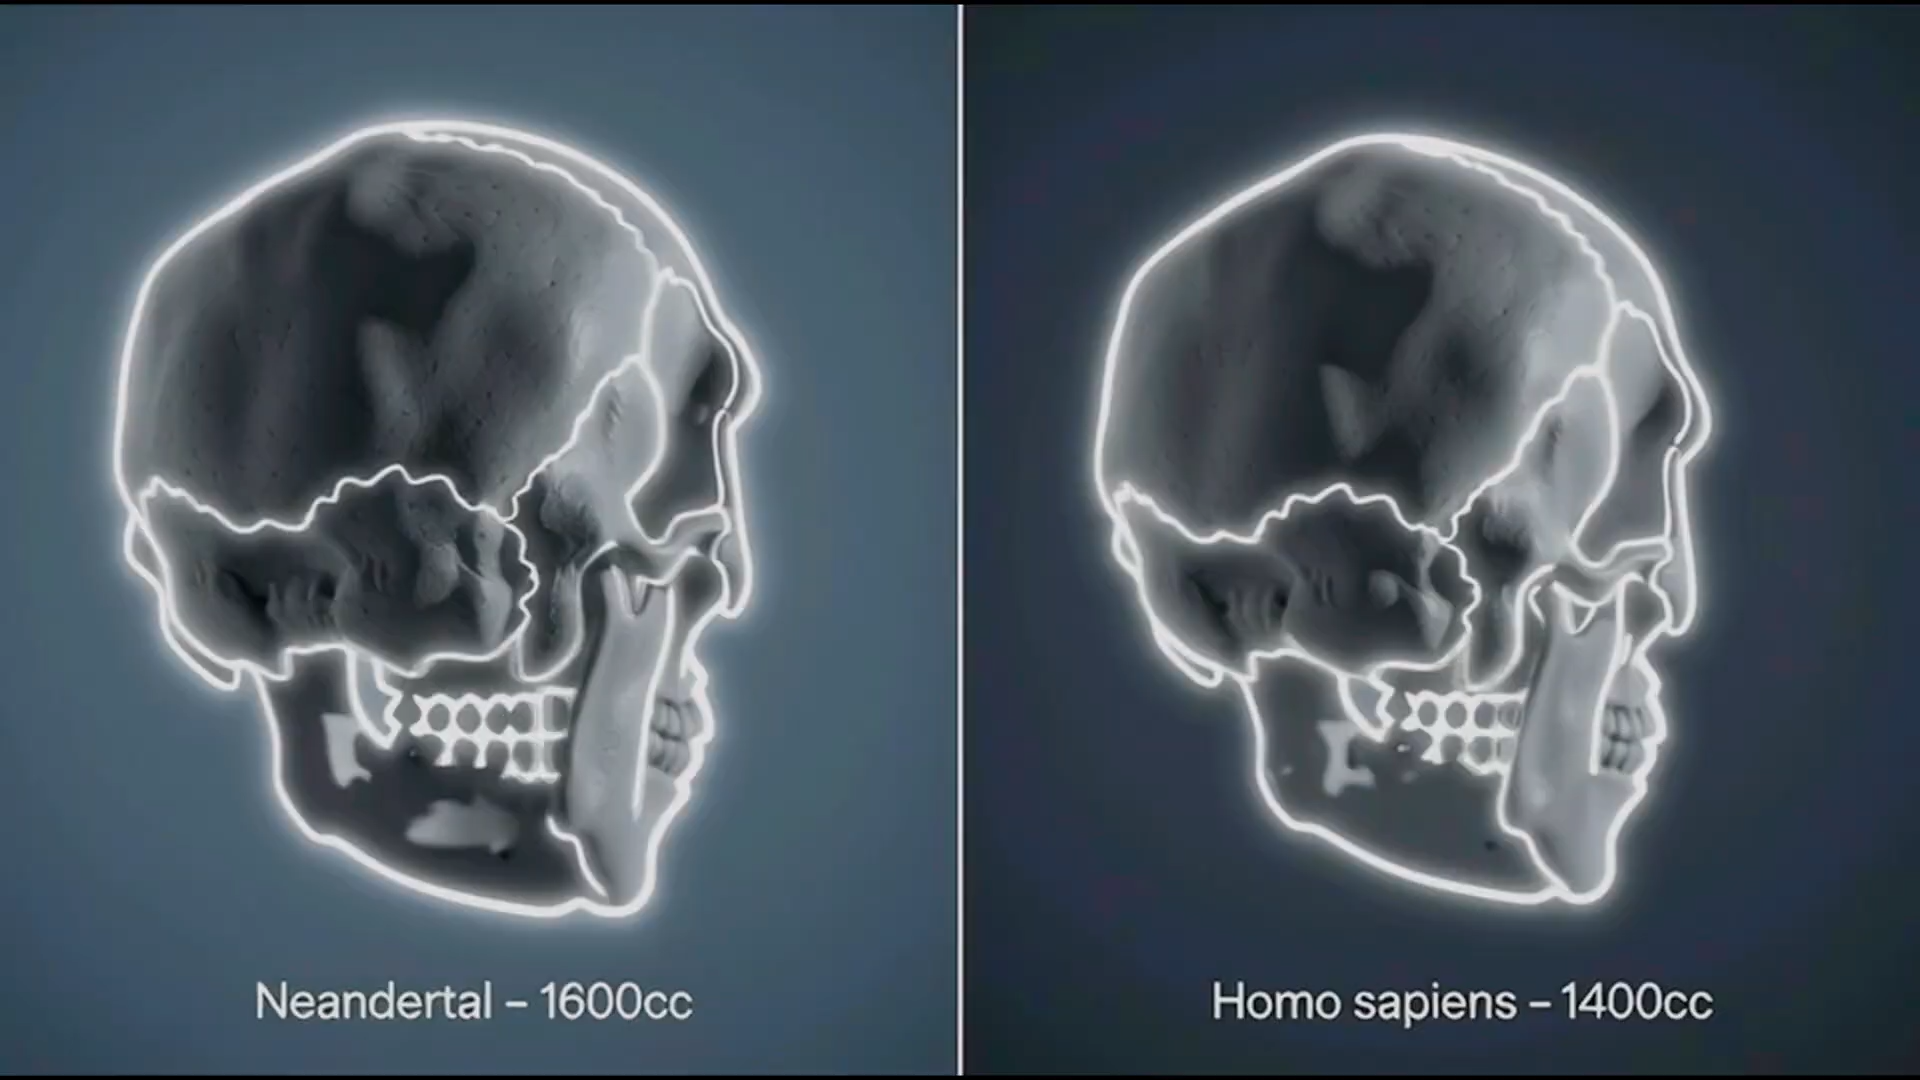 Neandertal – 1600cc
Homo sapiens – 1400cc